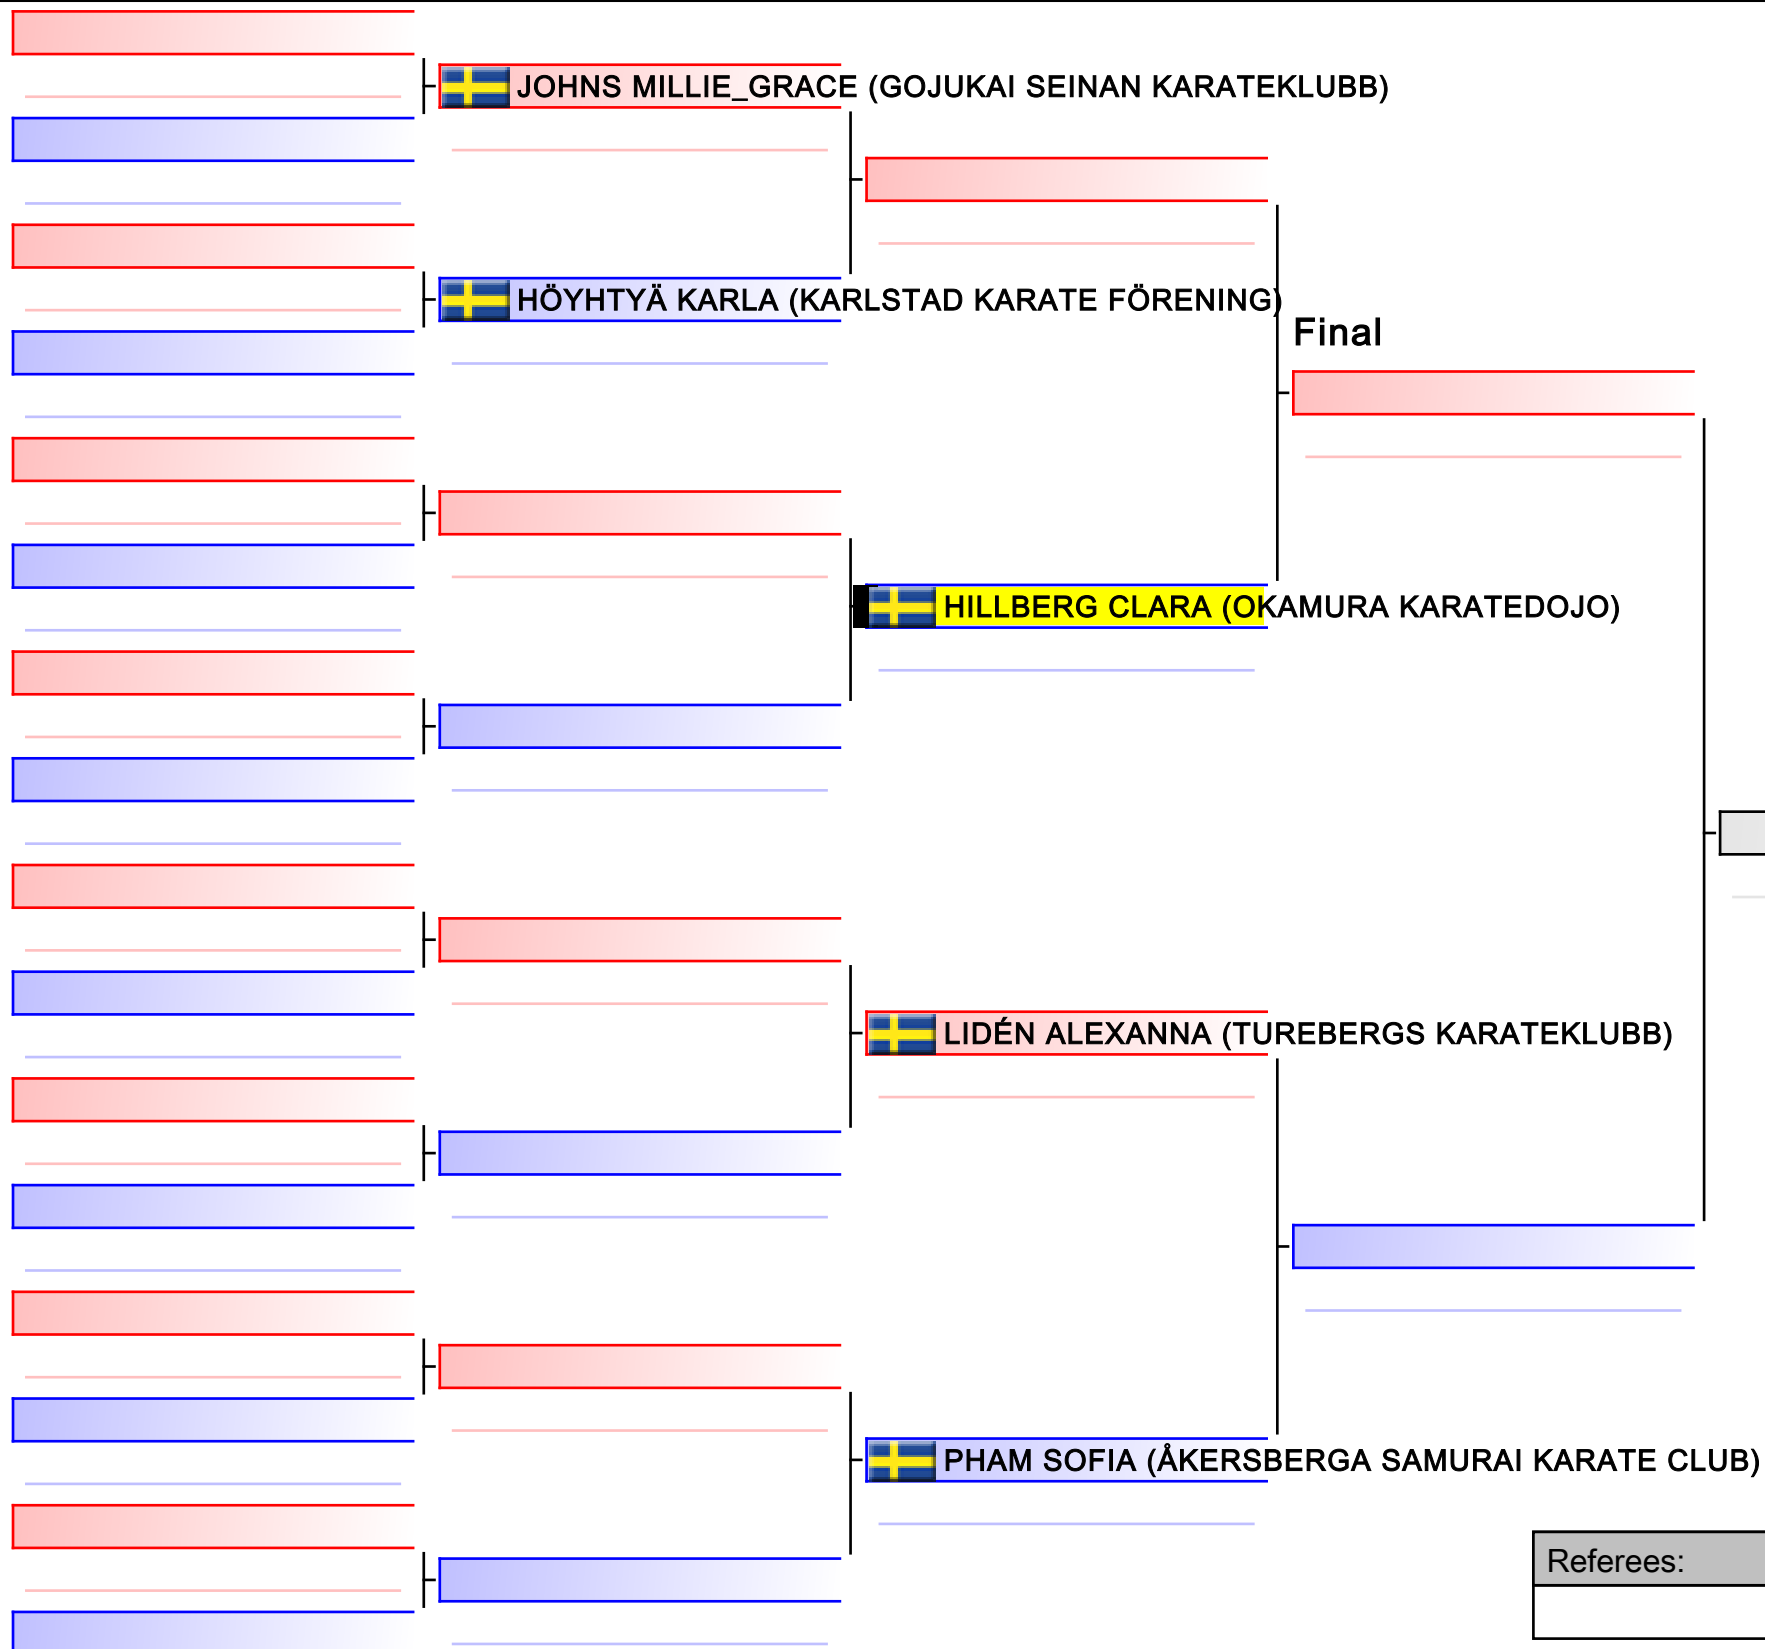 JOHNS MILLIE_GRACE (GOJUKAI SEINAN KARATEKLUBB)
HÖYHTYÄ KARLA (KARLSTAD KARATE FÖRENING)
Final
HILLBERG CLARA (OKAMURA KARATEDOJO)
LIDÉN ALEXANNA (TUREBERGS KARATEKLUBB)
PHAM SOFIA (ÅKERSBERGA SAMURAI KARATE CLUB)
Referees: